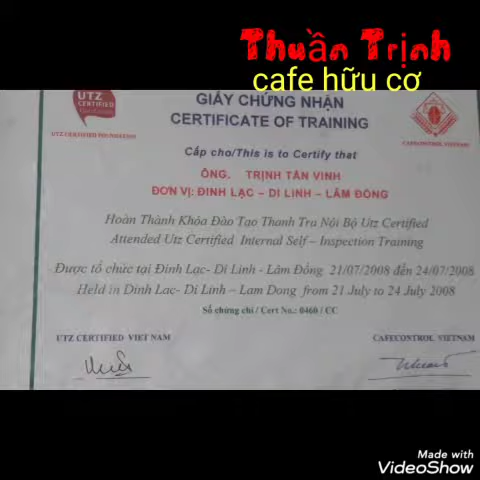 Thuần Trịnh
cafe hữu cơ
UTZ
CERTIFIED
UTZ CERTIFIED FOUNDATION
GIẤY CHỨNG NHẬN
CERTIFICATE OF TRAINING
CAFECONTROL VIETNAM
Cấp cho/This is to Certify that
ÔNG. TRỊNH TẤN VINH
ĐƠN VỊ: ĐINH LẠC – DI LINH – LÂM ĐỒNG
Hoàn Thành Khóa Đào Tạo Thanh Tra Nội Bộ Utz Certified
Attended Utz Certified Internal Self – Inspection Training
Được tổ chức tại Đinh Lạc- Di Linh - Lâm Đồng 21/07/2008 đến 24/07/2008
Held in Dinh Lac- Di Linh – Lam Dong from 21 July to 24 July 2008
Số chứng chỉ / Cert No.: 0460 / CC
UTZ CERTIFIED VIET NAM
CAFECONTROL VIETNAM
Made with
VideoShow